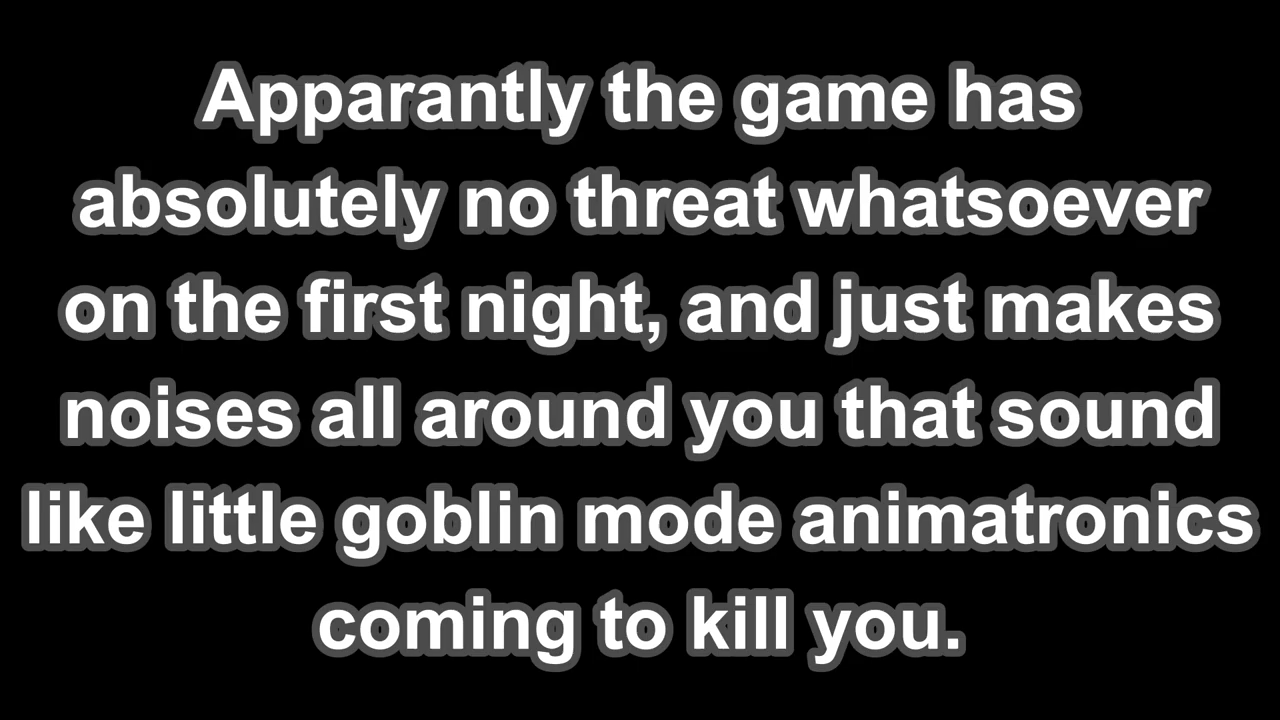 Apparantly the game has
absolutely no threat whatsoever
on the first night, and just makes
noises all around you that sound
like little goblin mode animatronics
coming to kill you.